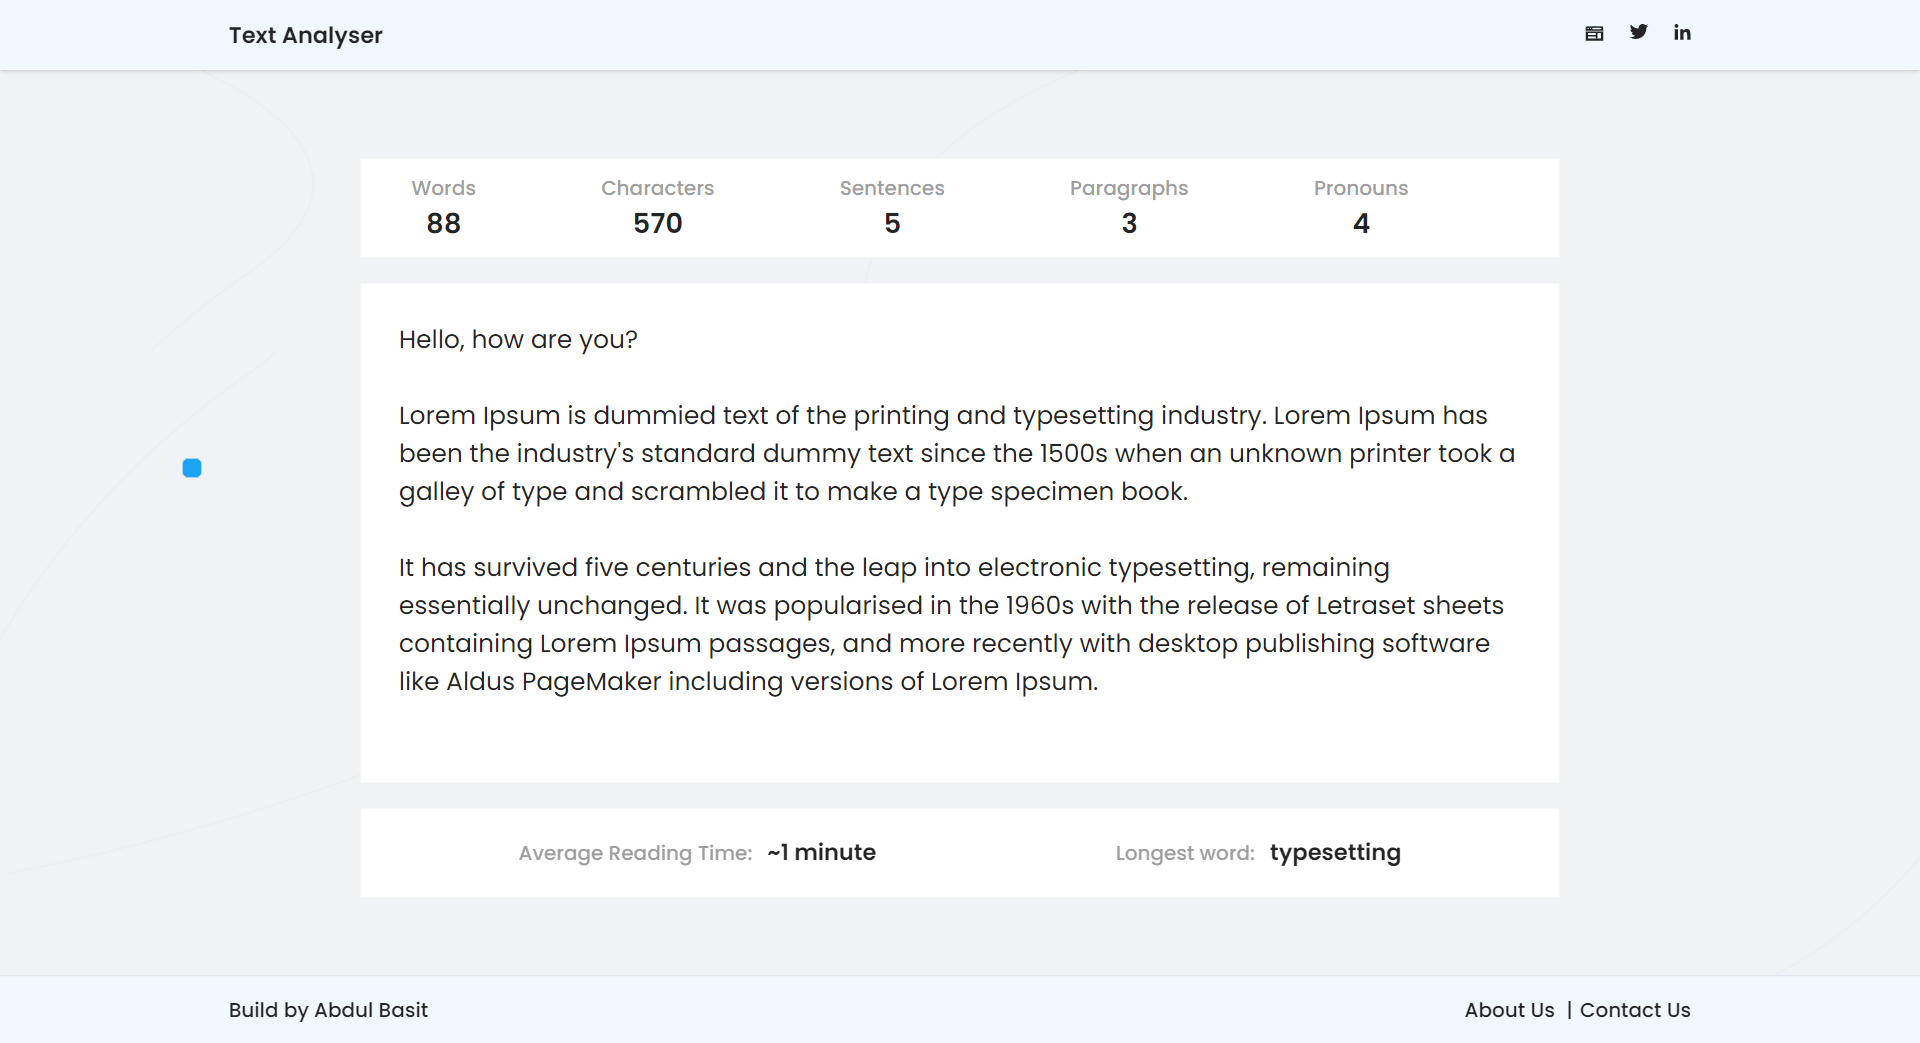 Text Analyser
Words Characters Sentences Paragraphs Pronouns
88 570 5 3 4
Hello, how are you?
Lorem Ipsum is dummied text of the printing and typesetting industry. Lorem Ipsum has
been the industry's standard dummy text since the 1500s when an unknown printer took a
galley of type and scrambled it to make a type specimen book.
It has survived five centuries and the leap into electronic typesetting, remaining
essentially unchanged. It was popularised in the 1960s with the release of Letraset sheets
containing Lorem Ipsum passages, and more recently with desktop publishing software
like Aldus PageMaker including versions of Lorem Ipsum.
Average Reading Time: ~1 minute Longest word: typesetting
Build by Abdul Basit About Us | Contact Us